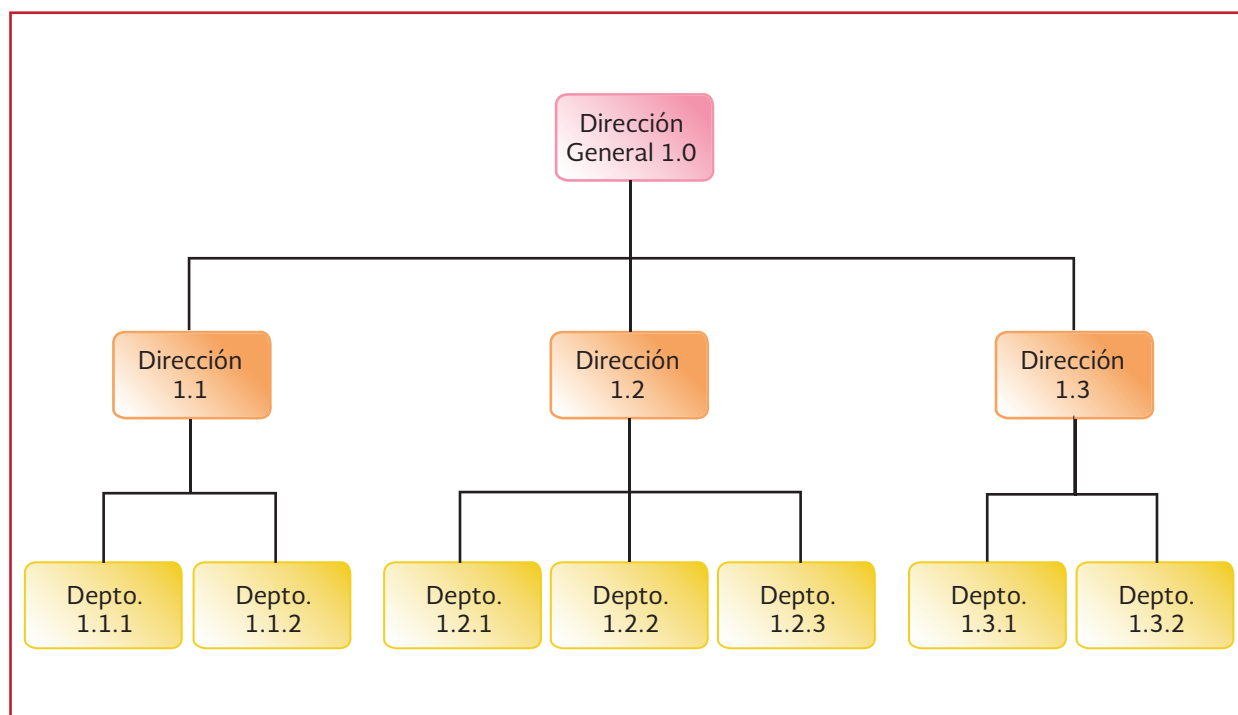 Dirección
General 1.0
Dirección
1.1
Dirección
1.2
Dirección
1.3
Depto.
1.1.1
Depto.
1.1.2
Depto.
1.2.1
Depto.
1.2.2
Depto.
1.2.3
Depto.
1.3.1
Depto.
1.3.2